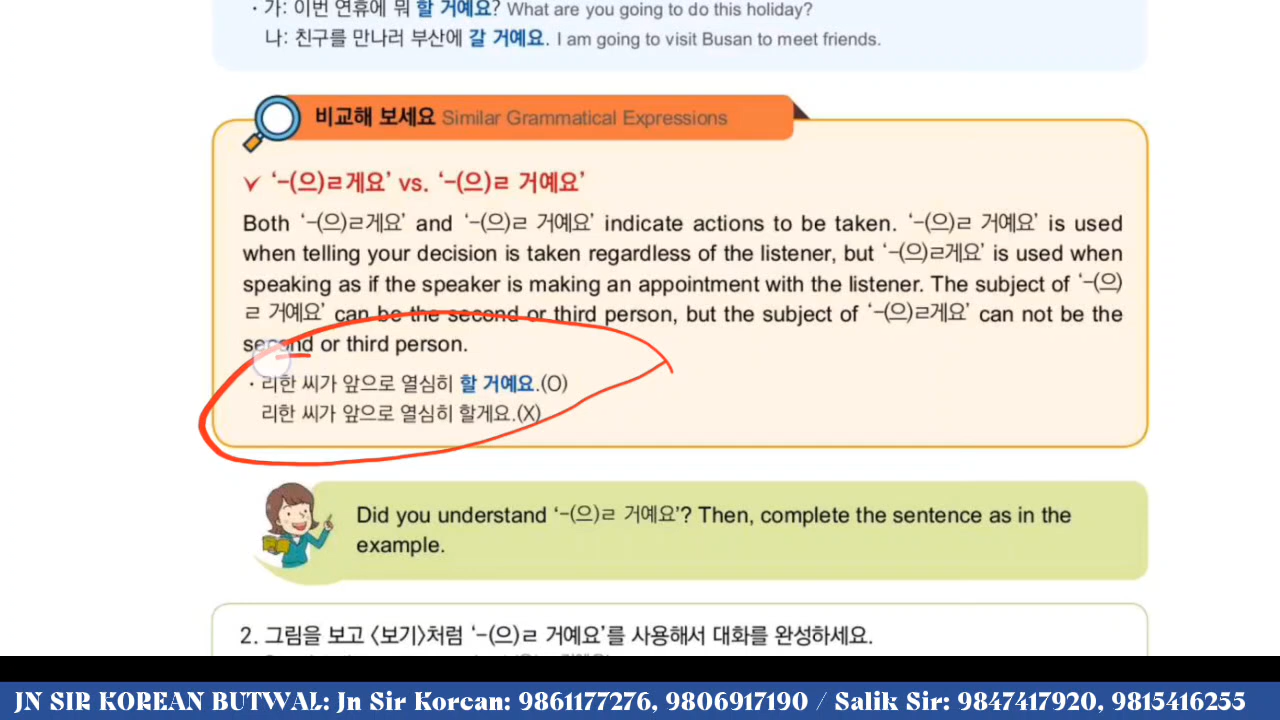 · 가: 이번 연휴에 뭐 할 거예요? What are you going to do this holiday?
나: 친구를 만나러 부산에 갈 거예요. I am going to visit Busan to meet friends.
비교해 보세요 Similar Grammatical Expressions
‘-(으)ㄹ게요’ vs. ‘-(으)ㄹ 거예요’
Both ‘-(으)ㄹ게요’ and ‘-(으)ㄹ 거예요’ indicate actions to be taken. ‘-(으)ㄹ 거예요’ is used
when telling your decision is taken regardless of the listener, but ‘-(으)ㄹ게요’ is used when
speaking as if the speaker is making an appointment with the listener. The subject of ‘-(으)
ㄹ 거예요’ can be the second or third person, but the subject of ‘-(으)ㄹ게요’ can not be the
second or third person.
· 리한 씨가 앞으로 열심히 할 거예요.(O)
리한 씨가 앞으로 열심히 할게요.(X)
Did you understand ‘-(으)ㄹ 거예요’? Then, complete the sentence as in the
example.
2. 그림을 보고 〈보기〉처럼 ‘-(으)ㄹ 거예요’를 사용해서 대화를 완성하세요.
JN SIR KOREAN BUTWAL: Jn Sir Korean: 9861177276, 9806917190 / Salik Sir: 9847417920, 9815416255